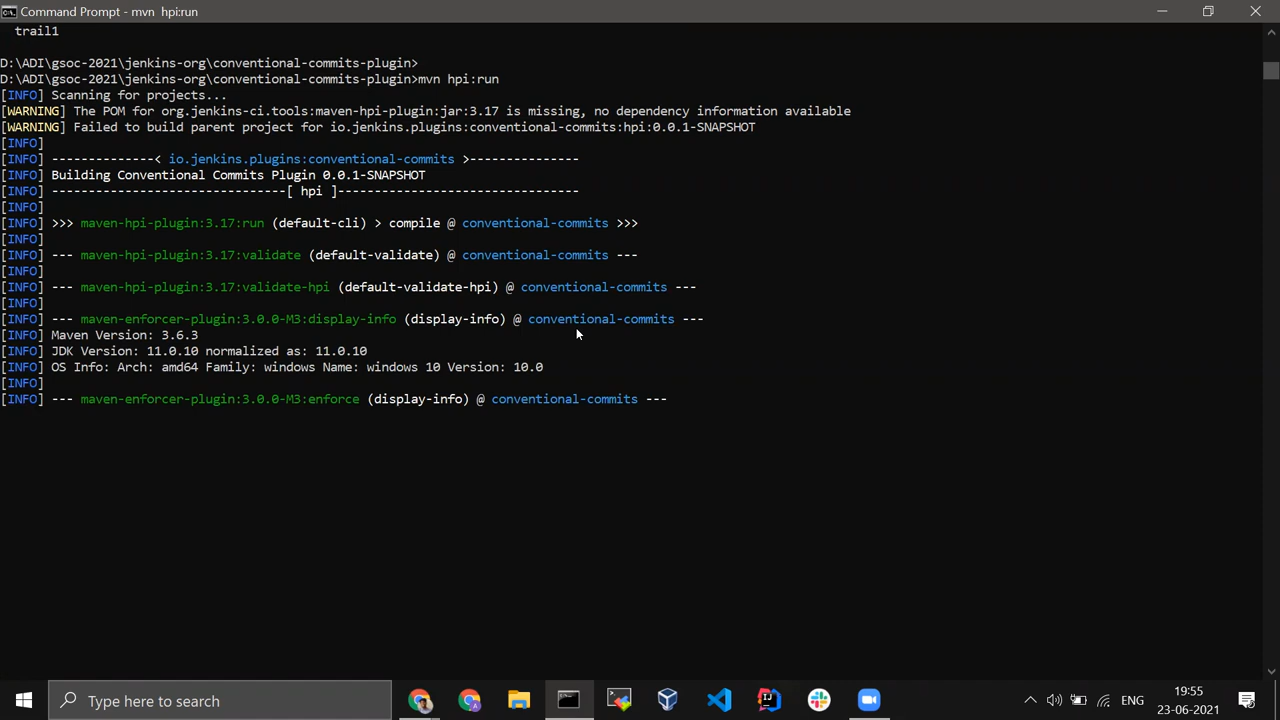 Command Prompt - mvn  hpi:run
trail1
D:\ADI\gsoc-2021\jenkins-org\conventional-commits-plugin>
D:\ADI\gsoc-2021\jenkins-org\conventional-commits-plugin>mvn hpi:run
[INFO] Scanning for projects...
[WARNING] The POM for org.jenkins-ci.tools:maven-hpi-plugin:jar:3.17 is missing, no dependency information available
[WARNING] Failed to build parent project for io.jenkins.plugins:conventional-commits:hpi:0.0.1-SNAPSHOT
[INFO]
[INFO] --------------< io.jenkins.plugins:conventional-commits >---------------
[INFO] Building Conventional Commits Plugin 0.0.1-SNAPSHOT
[INFO] --------------------------------[ hpi ]---------------------------------
[INFO]
[INFO] >>> maven-hpi-plugin:3.17:run (default-cli) > compile @ conventional-commits >>>
[INFO]
[INFO] --- maven-hpi-plugin:3.17:validate (default-validate) @ conventional-commits ---
[INFO]
[INFO] --- maven-hpi-plugin:3.17:validate-hpi (default-validate-hpi) @ conventional-commits ---
[INFO]
[INFO] --- maven-enforcer-plugin:3.0.0-M3:display-info (display-info) @ conventional-commits ---
[INFO] Maven Version: 3.6.3
[INFO] JDK Version: 11.0.10 normalized as: 11.0.10
[INFO] OS Info: Arch: amd64 Family: windows Name: windows 10 Version: 10.0
[INFO]
[INFO] --- maven-enforcer-plugin:3.0.0-M3:enforce (display-info) @ conventional-commits ---
Type here to search
ENG
19:55
23-06-2021